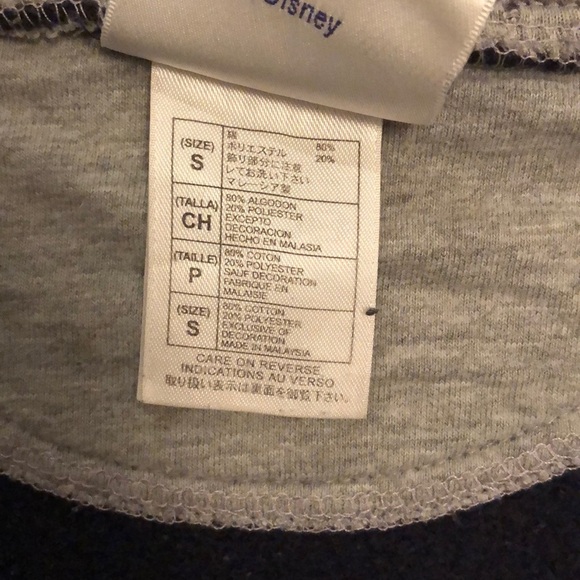 Disney
(SIZE) S
綿 80%
ポリエステル 20%
飾り部分に注意
してお洗い下さい
マレーシア製
(TALLA) CH
80% ALGODON
20% POLIESTER
EXCEPTO
DECORACION
HECHO EN MALASIA
(TAILLE) P
80% COTON
20% POLYESTER
SAUF DECORATION
FABRIQUE EN
MALAISIE
(SIZE) S
80% COTTON
20% POLYESTER
EXCLUSIVE OF
DECORATION
MADE IN MALAYSIA
CARE ON REVERSE
INDICATIONS AU VERSO
取り扱い表示は裏面を御覧下さい。